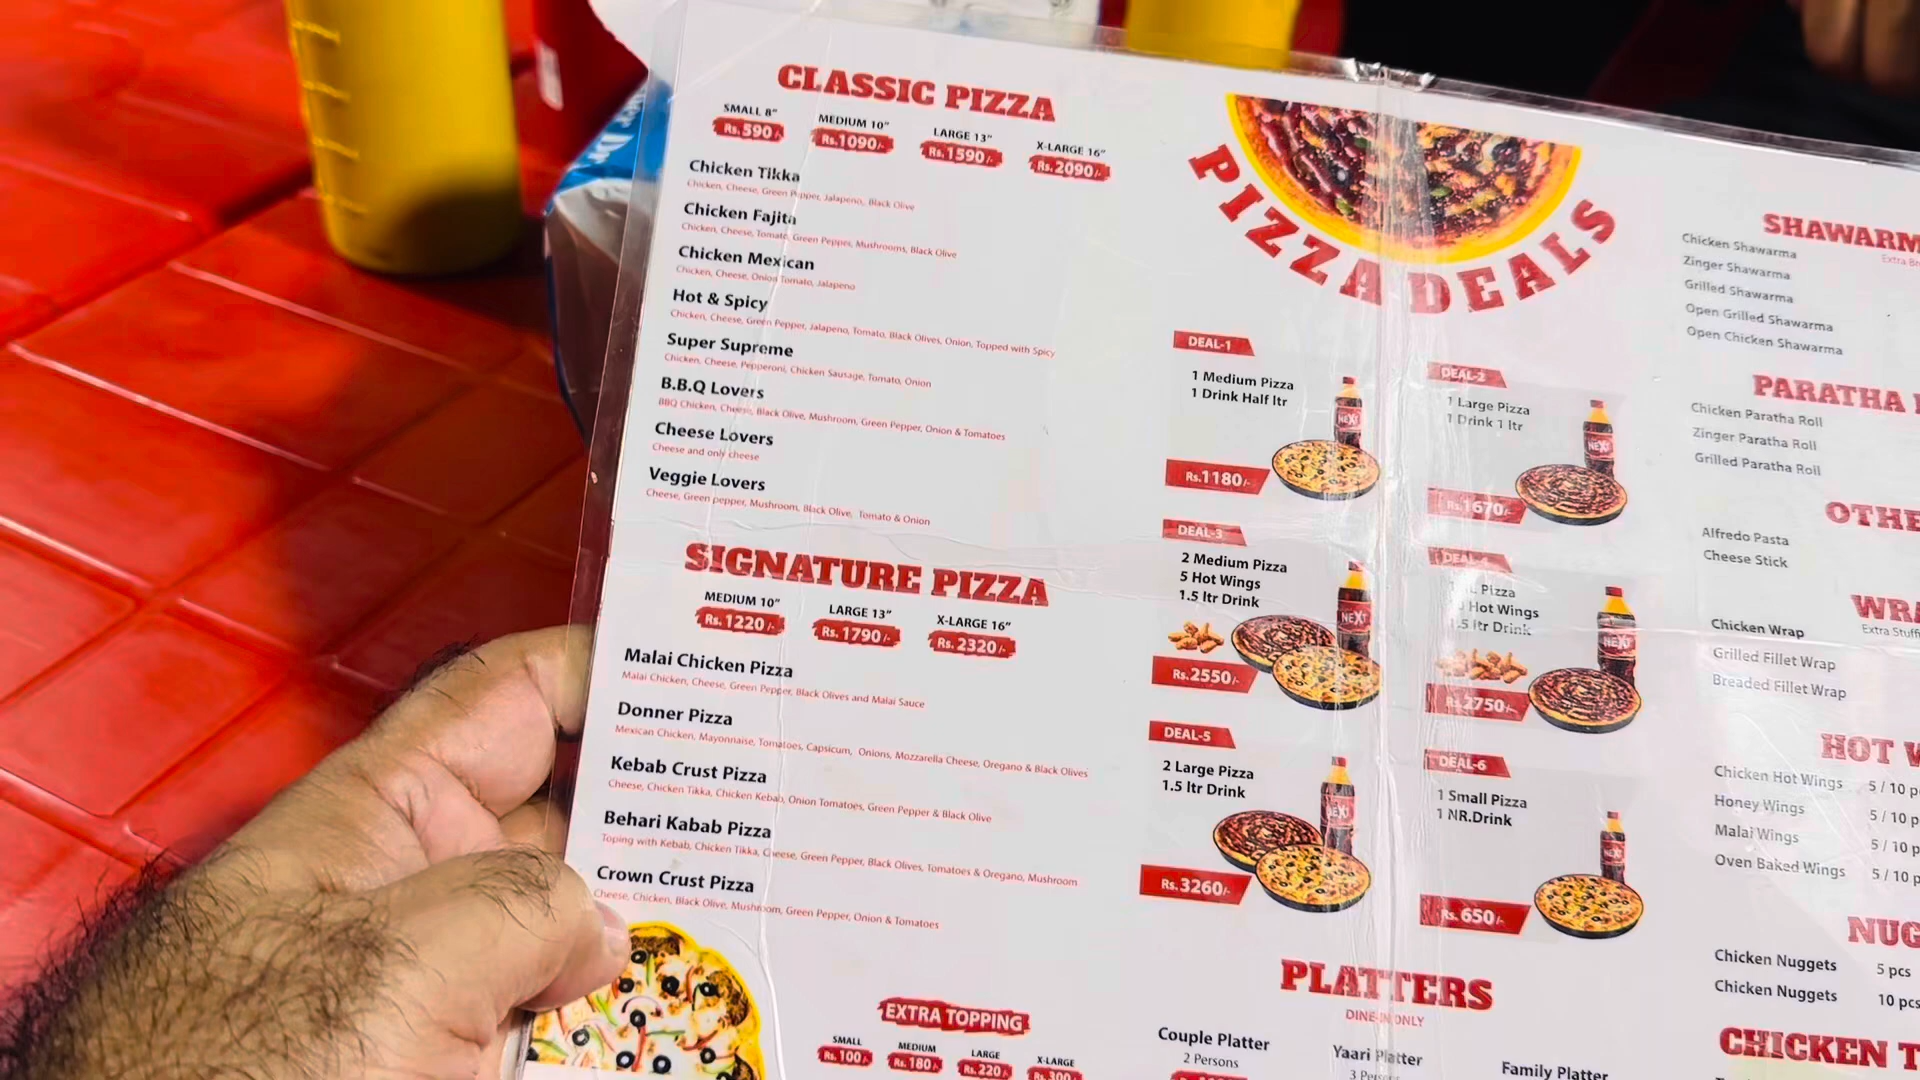 CLASSIC PIZZA
SMALL 8" MEDIUM 10" LARGE 13" X-LARGE 16"
Rs.590/- Rs.1090/- Rs.1590/- Rs.2090/-
Chicken Tikka
Chicken, Cheese, Green Pepper, Jalapeno, Black Olive
Chicken Fajita
Chicken, Cheese, Tomato, Green Pepper, Mushrooms, Black Olive
Chicken Mexican
Chicken, Cheese, Onion Tomato, Jalapeno
Hot & Spicy
Chicken, Cheese, Green Pepper, Jalapeno, Tomato, Black Olives, Onion, Topped with Spicy
Super Supreme
Chicken, Cheese, Pepperoni, Chicken Sausage, Tomato, Onion
B.B.Q Lovers
BBQ Chicken, Cheese, Black Olive, Mushroom, Green Pepper, Onion & Tomatoes
Cheese Lovers
Cheese and only cheese
Veggie Lovers
Cheese, Green pepper, Mushroom, Black Olive, Tomato & Onion
SIGNATURE PIZZA
MEDIUM 10" LARGE 13" X-LARGE 16"
Rs.1220/- Rs.1790/- Rs.2320/-
Malai Chicken Pizza
Malai Chicken, Cheese, Green Pepper, Black Olives and Malai Sauce
Donner Pizza
Mexican Chicken, Mayonnaise, Tomatoes, Capsicum, Onions, Mozzarella Cheese, Oregano & Black Olives
Kebab Crust Pizza
Cheese, Chicken Tikka, Chicken Kebab, Onion Tomatoes, Green Pepper & Black Olive
Behari Kabab Pizza
Toping with Kebab, Chicken Tikka, Cheese, Green Pepper, Black Olives, Tomatoes & Oregano, Mushroom
Crown Crust Pizza
Cheese, Chicken, Black Olive, Mushroom, Green Pepper, Onion & Tomatoes
EXTRA TOPPING
SMALL MEDIUM LARGE X-LARGE
Rs.100/- Rs.180/- Rs.220/- Rs.300/-
PIZZA DEALS
DEAL-1
1 Medium Pizza
1 Drink Half ltr
NEXT
Rs.1180/-
DEAL-2
1 Large Pizza
1 Drink 1 ltr
NEXT
Rs.1670/-
DEAL-3
2 Medium Pizza
5 Hot Wings
1.5 ltr Drink
NEXT
Rs.2550/-
DEAL-
Pizza
Hot Wings
1.5 ltr Drink
NEXT
Rs.2750/-
DEAL-5
2 Large Pizza
1.5 ltr Drink
NEXT
Rs.3260/-
DEAL-6
1 Small Pizza
1 NR.Drink
NEXT
Rs.650/-
PLATTERS
DINE-IN ONLY
Couple Platter
2 Persons
Yaari Platter
3 Pers
Family Platter
SHAWARM
Extra Br
Chicken Shawarma
Zinger Shawarma
Grilled Shawarma
Open Grilled Shawarma
Open Chicken Shawarma
PARATHA
Chicken Paratha Roll
Zinger Paratha Roll
Grilled Paratha Roll
OTHE
Alfredo Pasta
Cheese Stick
WRA
Extra Stuff
Chicken Wrap
Grilled Fillet Wrap
Breaded Fillet Wrap
HOT W
Chicken Hot Wings 5 / 10 p
Honey Wings 5 / 10 p
Malai Wings 5 / 10 p
Oven Baked Wings 5 / 10 p
NUG
Chicken Nuggets 5 pcs
Chicken Nuggets 10 pcs
CHICKEN T